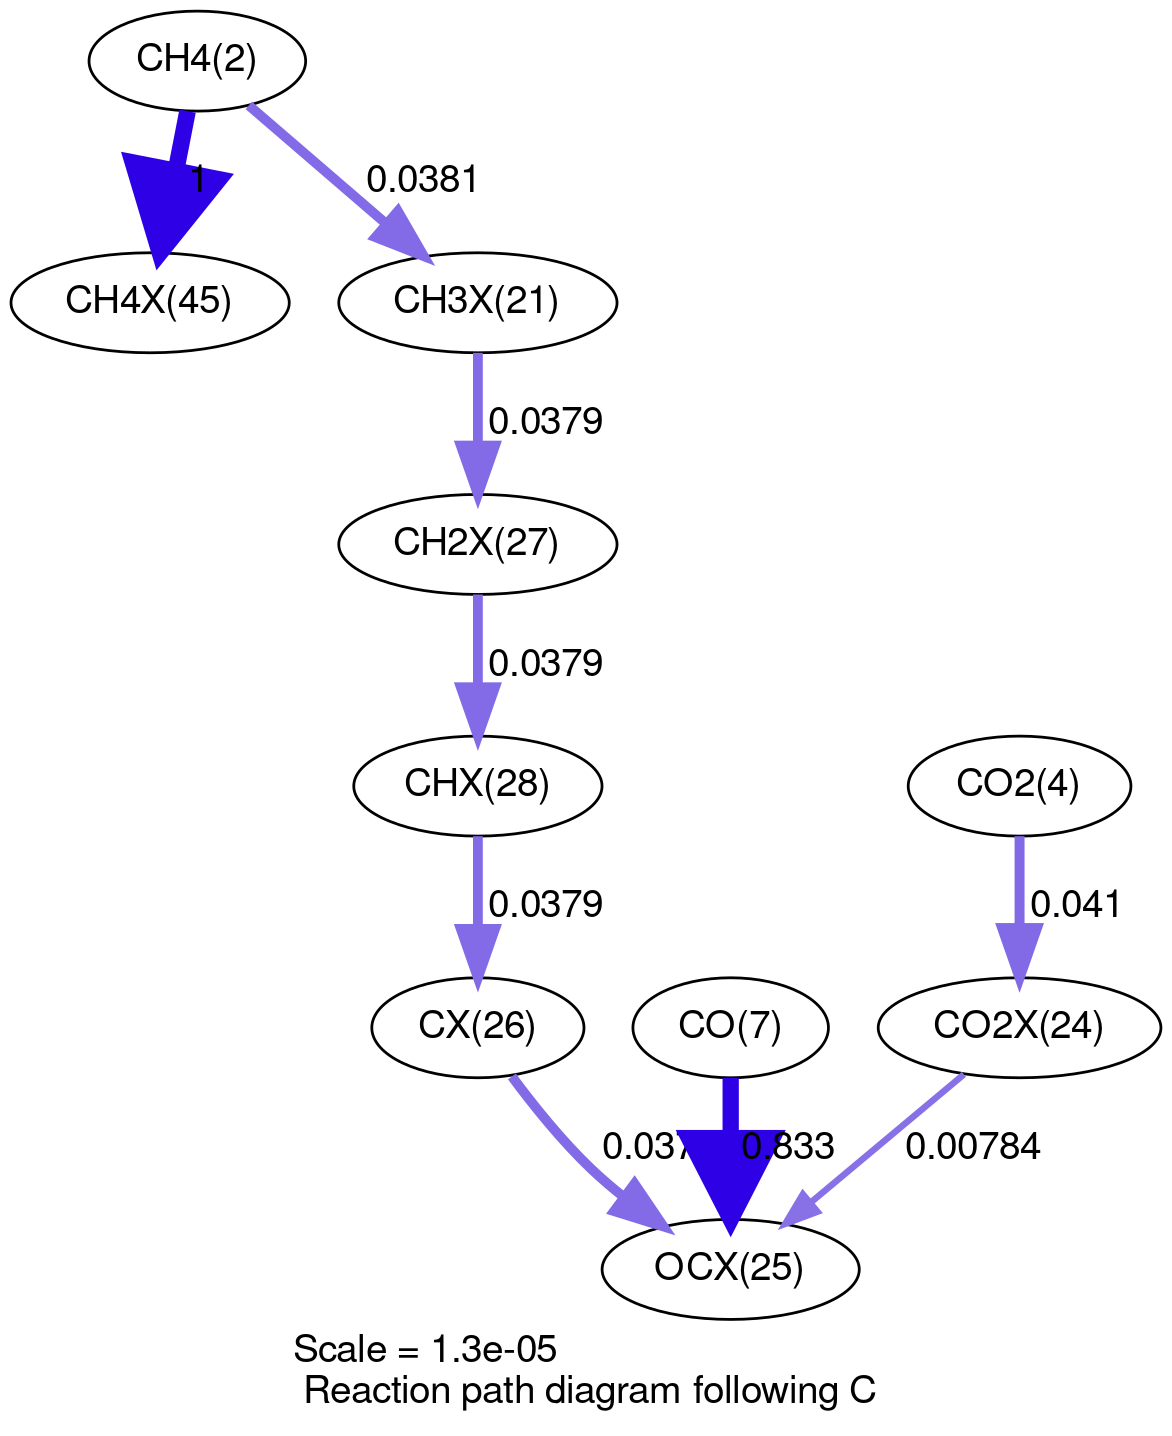 CH4(2)
1
0.0381
CH4X(45)
CH3X(21)
0.0379
CH2X(27)
0.0379
CHX(28)
CO2(4)
0.0379
0.041
CX(26)
CO(7)
CO2X(24)
0.833
0.00784
OCX(25)
Scale = 1.3e-05
Reaction path diagram following C